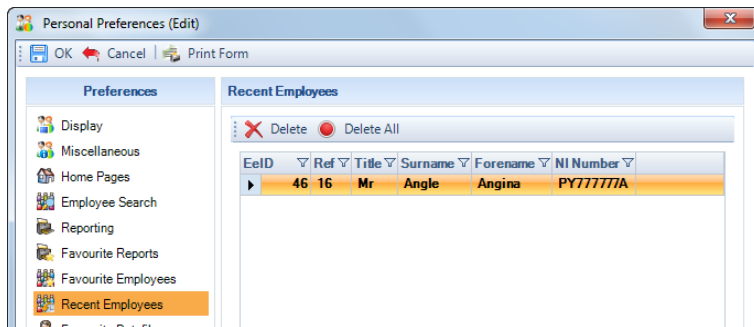 Personal Preferences (Edit)
OK Cancel Print Form
Preferences
Display
Miscellaneous
Home Pages
Employee Search
Reporting
Favourite Reports
Favourite Employees
Recent Employees
Recent Employees
Delete Delete All
EeID Ref Title Surname Forename NI Number
46 16 Mr Angle Angina PY777777A